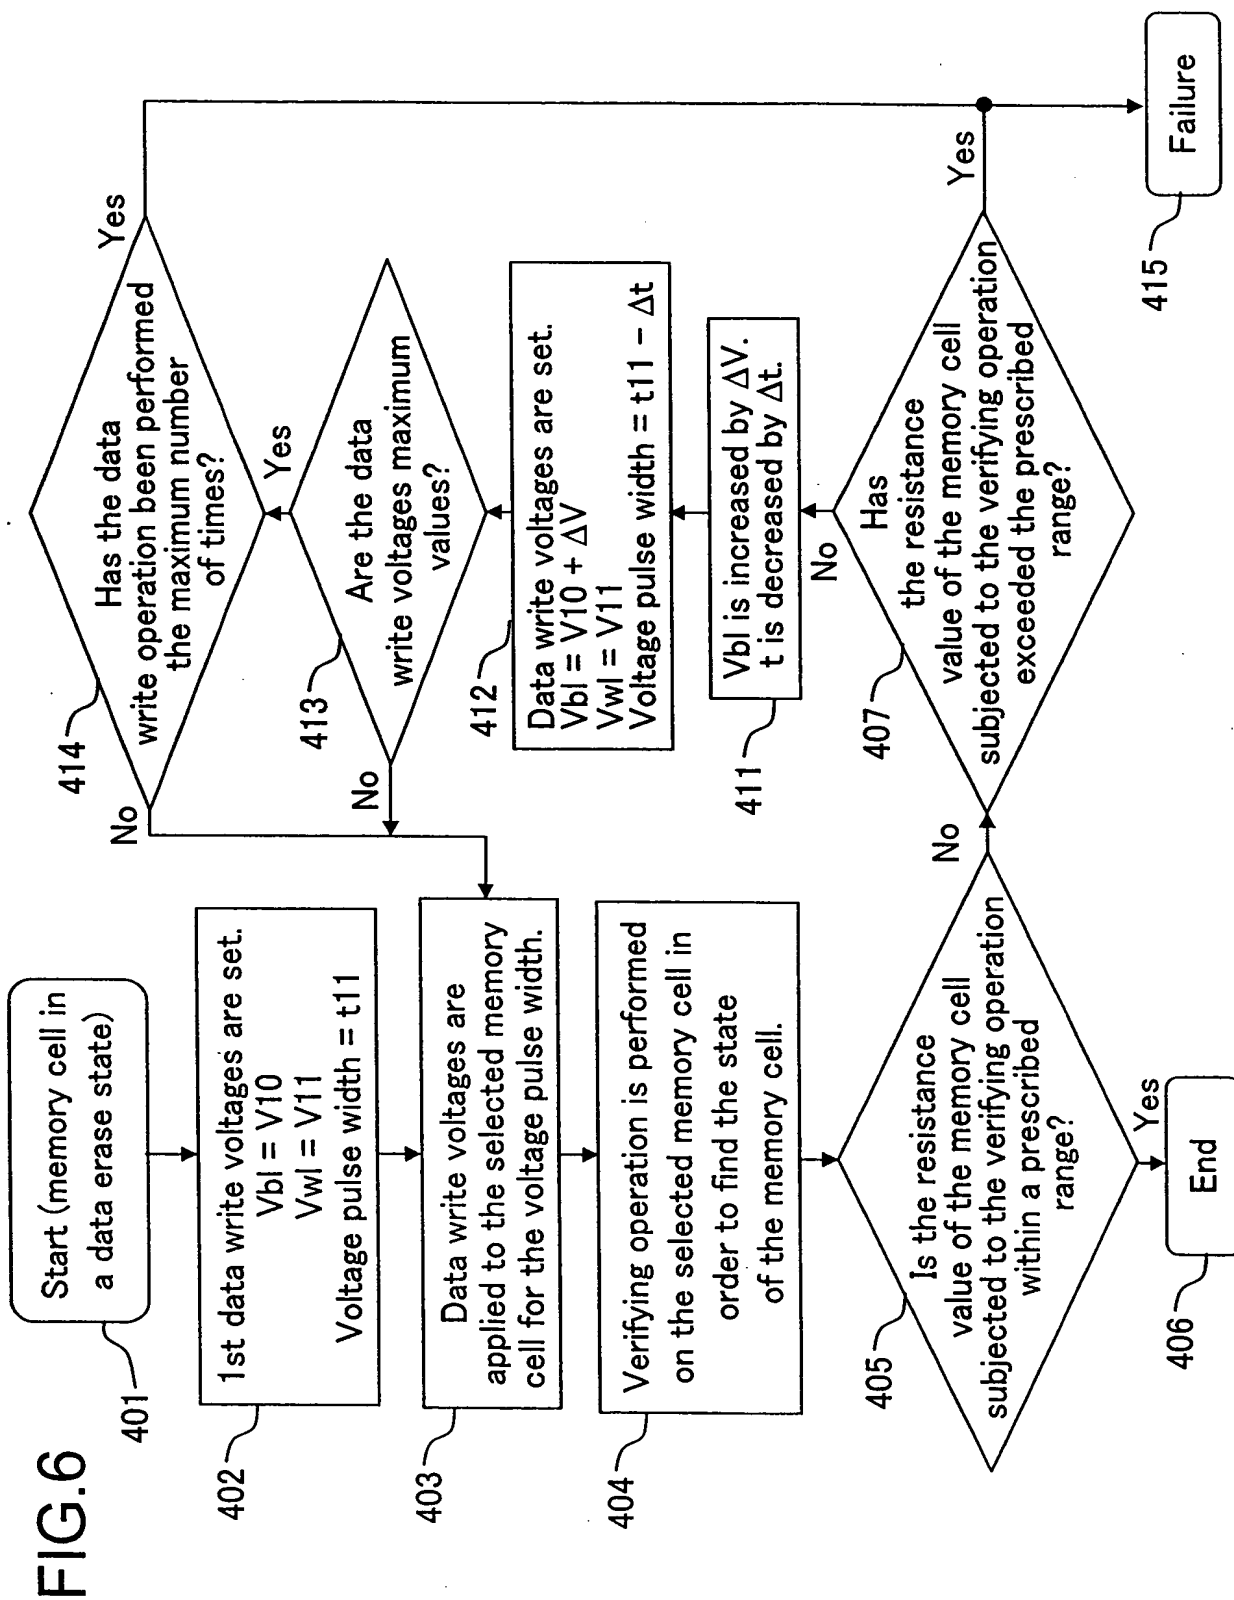 FIG.6
401
Start (memory cell in
a data erase state)
402
1st data write voltages are set.
Vbl = V10
Vwl = V11
Voltage pulse width = t11
403
Data write voltages are
applied to the selected memory
cell for the voltage pulse width.
404
Verifying operation is performed
on the selected memory cell in
order to find the state
of the memory cell.
405
Is the resistance
value of the memory cell
subjected to the verifying operation
within a prescribed
range?
Yes
No
406
End
414
Has the data
write operation been performed
the maximum number
of times?
Yes
No
413
Are the data
write voltages maximum
values?
Yes
No
412
Data write voltages are set.
Vbl = V10 + ΔV
Vwl = V11
Voltage pulse width = t11 − Δt
411
Vbl is increased by ΔV.
t is decreased by Δt.
407
Has
the resistance
value of the memory cell
subjected to the verifying operation
exceeded the prescribed
range?
No
Yes
415
Failure